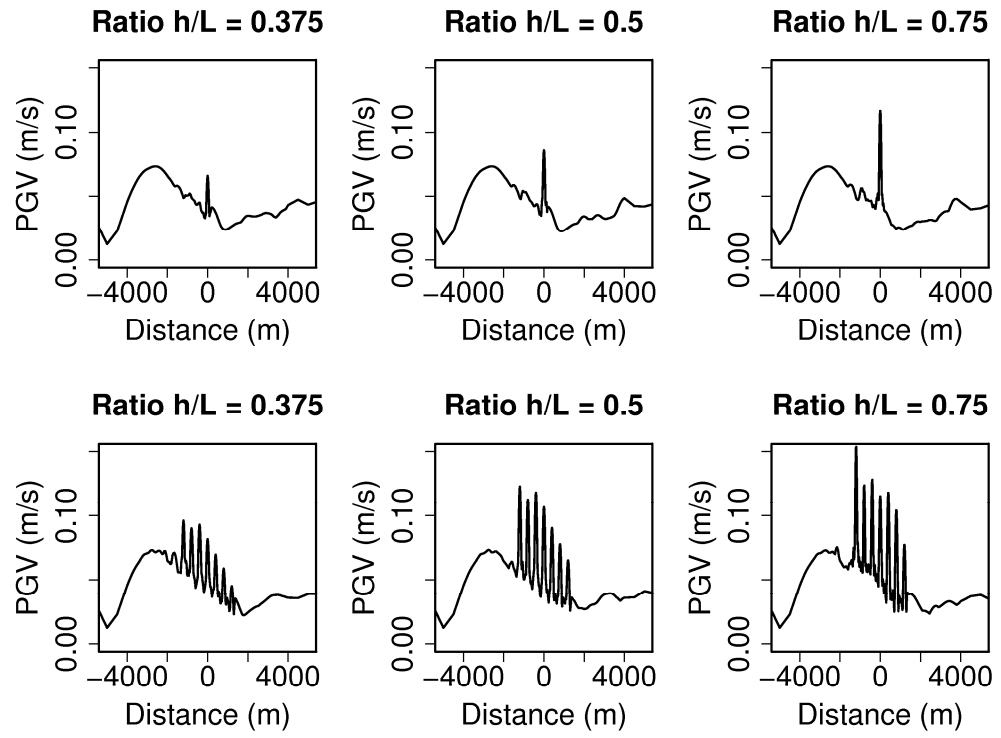 Ratio h/L = 0.375
Ratio h/L = 0.5
Ratio h/L = 0.75
PGV (m/s)
0.10
0.00
−4000 0 4000
Distance (m)
PGV (m/s)
0.10
0.00
−4000 0 4000
Distance (m)
PGV (m/s)
0.10
0.00
−4000 0 4000
Distance (m)
Ratio h/L = 0.375
Ratio h/L = 0.5
Ratio h/L = 0.75
PGV (m/s)
0.10
0.00
−4000 0 4000
Distance (m)
PGV (m/s)
0.10
0.00
−4000 0 4000
Distance (m)
PGV (m/s)
0.10
0.00
−4000 0 4000
Distance (m)